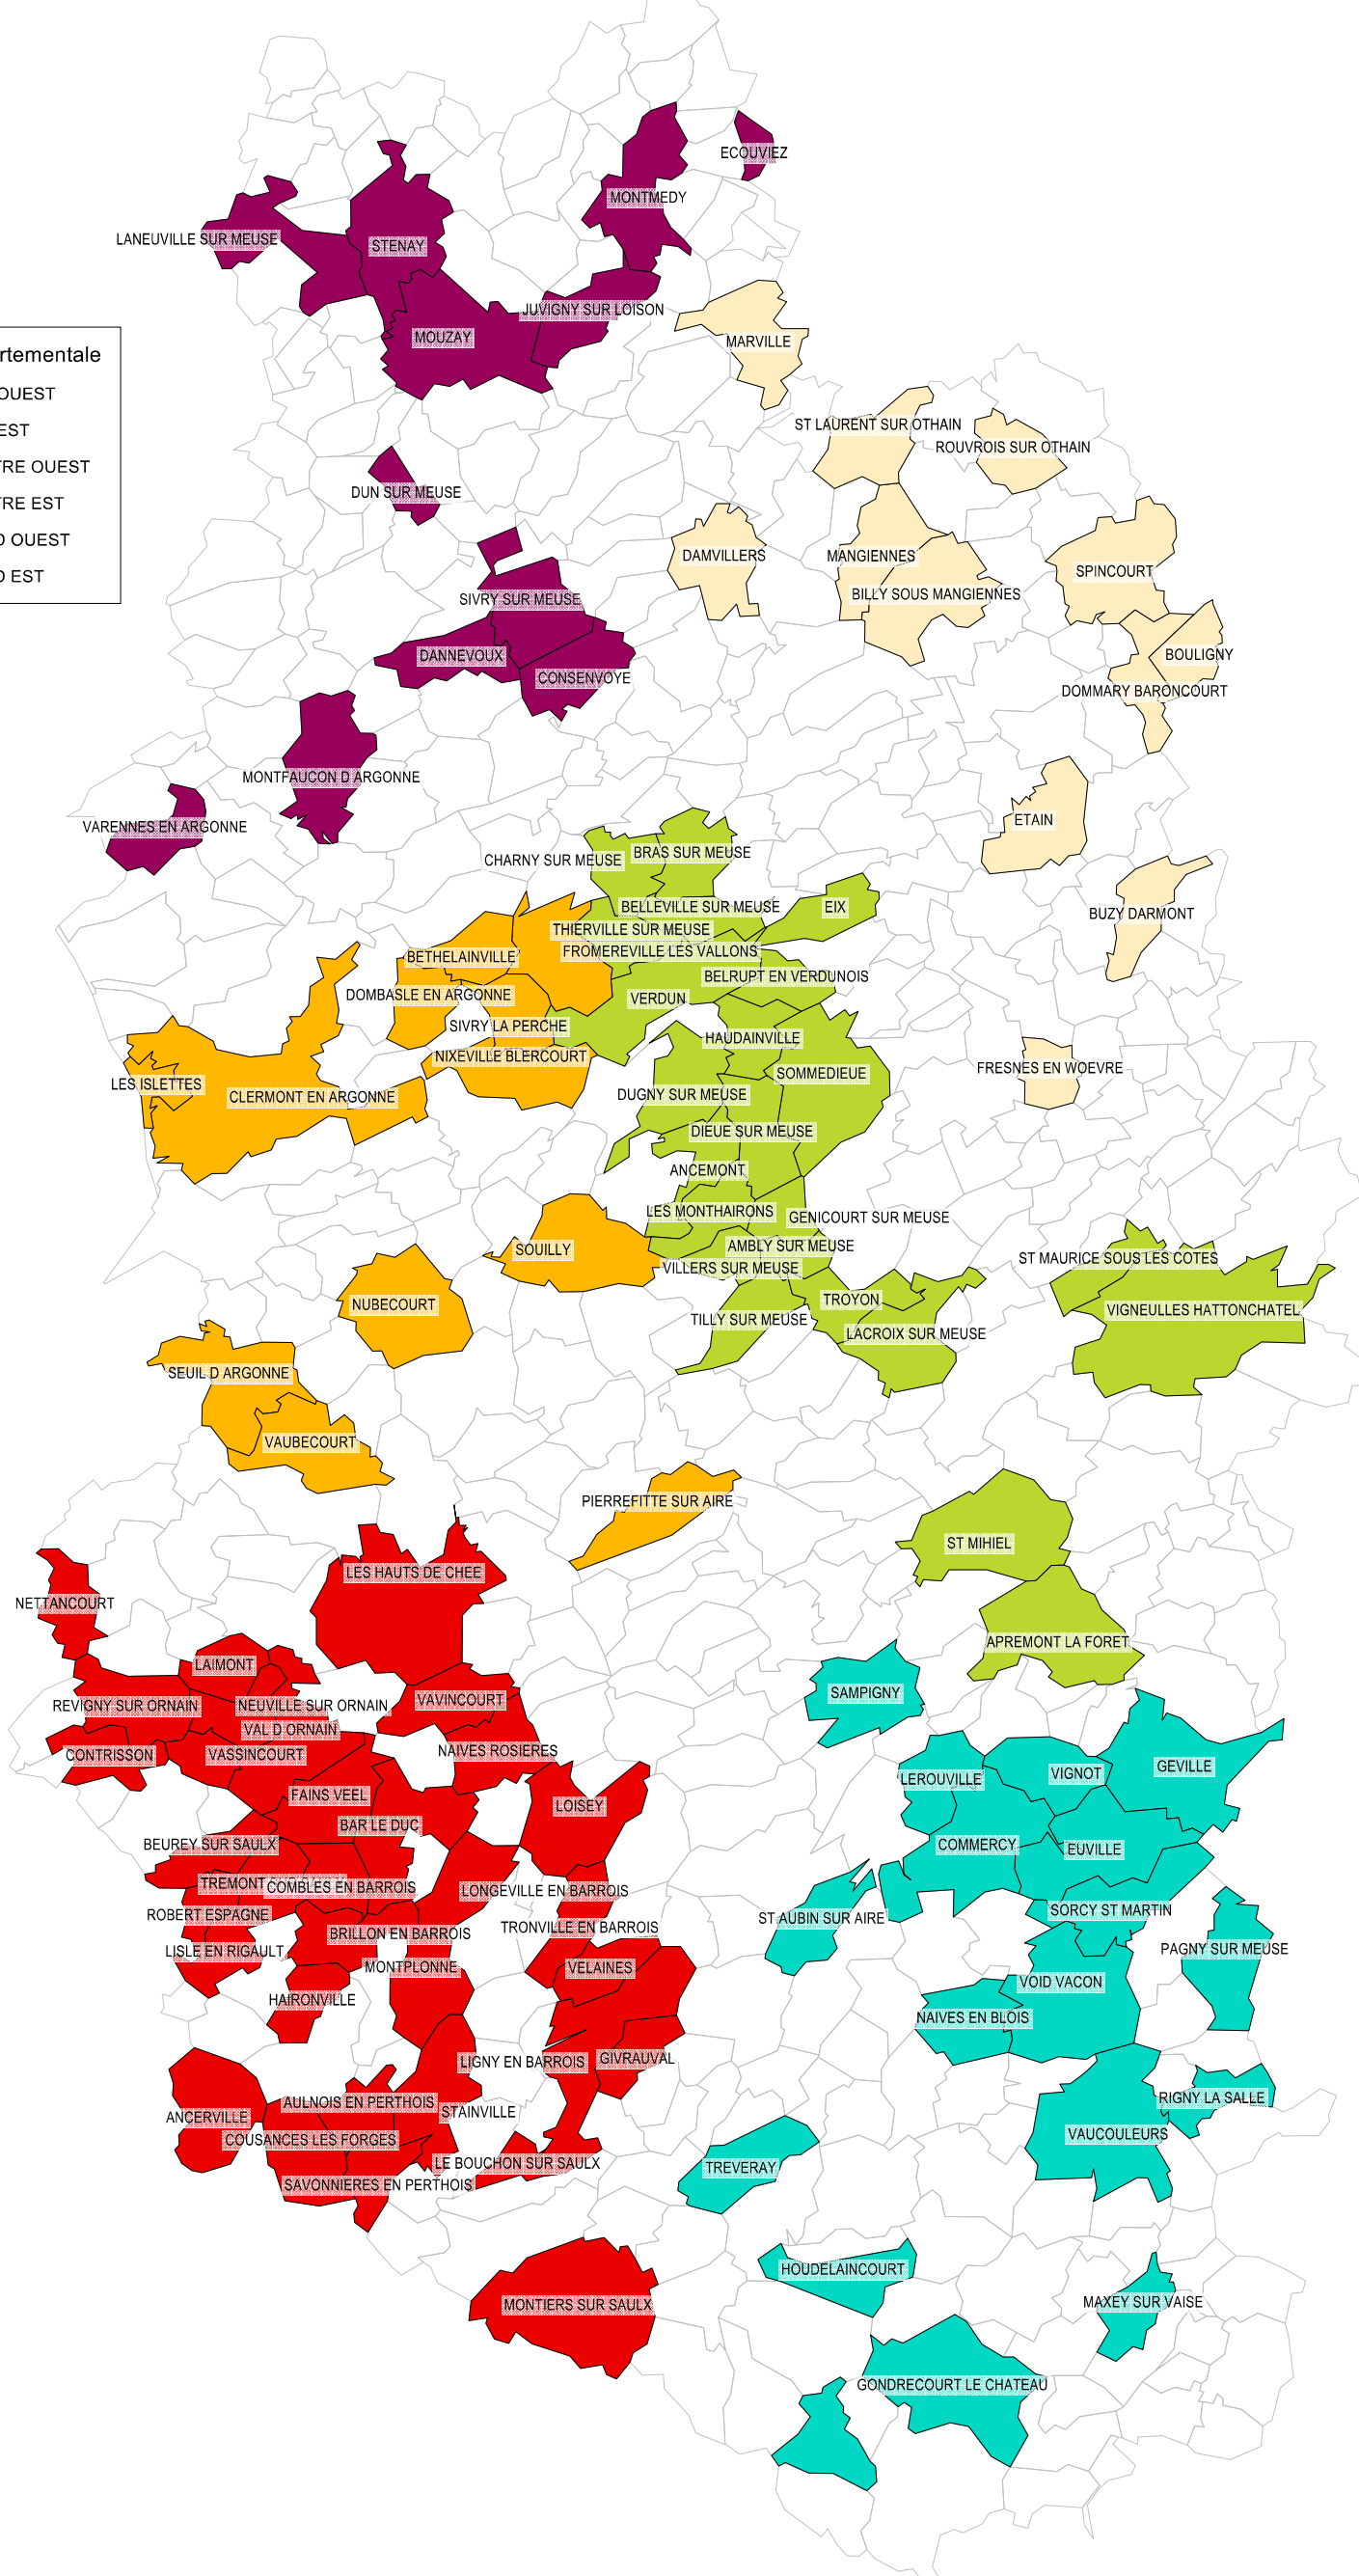 ECOUVIEZ
MONTMEDY
LANEUVILLE SUR MEUSE
STENAY
JUVIGNY SUR LOISON
MOUZAY
MARVILLE
rtementale
OUEST
EST
TRE OUEST
TRE EST
D OUEST
D EST
ST LAURENT SUR OTHAIN
ROUVROIS SUR OTHAIN
DUN SUR MEUSE
DAMVILLERS
MANGIENNES
SPINCOURT
BILLY SOUS MANGIENNES
SIVRY SUR MEUSE
DANNEVOUX
BOULIGNY
CONSENVOYE
DOMMARY BARONCOURT
MONTFAUCON D ARGONNE
VARENNES EN ARGONNE
ETAIN
CHARNY SUR MEUSE
BRAS SUR MEUSE
BELLEVILLE SUR MEUSE
EIX
BUZY DARMONT
THIERVILLE SUR MEUSE
FROMEREVILLE LES VALLONS
BETHELAINVILLE
BELRUPT EN VERDUNOIS
DOMBASLE EN ARGONNE
VERDUN
SIVRY LA PERCHE
HAUDAINVILLE
NIXEVILLE BLERCOURT
FRESNES EN WOEVRE
SOMMEDIEUE
LES ISLETTES
CLERMONT EN ARGONNE
DUGNY SUR MEUSE
DIEUE SUR MEUSE
ANCEMONT
LES MONTHAIRONS
GENICOURT SUR MEUSE
SOUILLY
AMBLY SUR MEUSE
ST MAURICE SOUS LES COTES
VILLERS SUR MEUSE
NUBECOURT
TROYON
VIGNEULLES HATTONCHATEL
TILLY SUR MEUSE
LACROIX SUR MEUSE
SEUIL D ARGONNE
VAUBECOURT
PIERREFITTE SUR AIRE
ST MIHIEL
LES HAUTS DE CHEE
NETTANCOURT
APREMONT LA FORET
LAIMONT
SAMPIGNY
REVIGNY SUR ORNAIN
NEUVILLE SUR ORNAIN
VAVINCOURT
VAL D ORNAIN
CONTRISSON
VASSINCOURT
NAIVES ROSIERES
GEVILLE
VIGNOT
LEROUVILLE
FAINS VEEL
LOISEY
BAR LE DUC
BEUREY SUR SAULX
COMMERCY
EUVILLE
TREMONT
COMBLES EN BARROIS
LONGEVILLE EN BARROIS
SORCY ST MARTIN
ROBERT ESPAGNE
ST AUBIN SUR AIRE
TRONVILLE EN BARROIS
BRILLON EN BARROIS
PAGNY SUR MEUSE
LISLE EN RIGAULT
MONTPLONNE
VELAINES
VOID VACON
HAIRONVILLE
NAIVES EN BLOIS
LIGNY EN BARROIS
GIVRAUVAL
RIGNY LA SALLE
AULNOIS EN PERTHOIS
STAINVILLE
ANCERVILLE
VAUCOULEURS
COUSANCES LES FORGES
LE BOUCHON SUR SAULX
TREVERAY
SAVONNIERES EN PERTHOIS
HOUDELAINCOURT
MAXEY SUR VAISE
MONTIERS SUR SAULX
GONDRECOURT LE CHATEAU